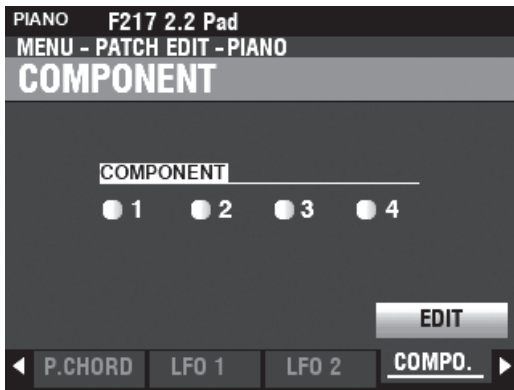 PIANO F217 2.2 Pad
MENU - PATCH EDIT - PIANO
COMPONENT
COMPONENT
1 2 3 4
EDIT
P.CHORD LFO 1 LFO 2 COMPO.